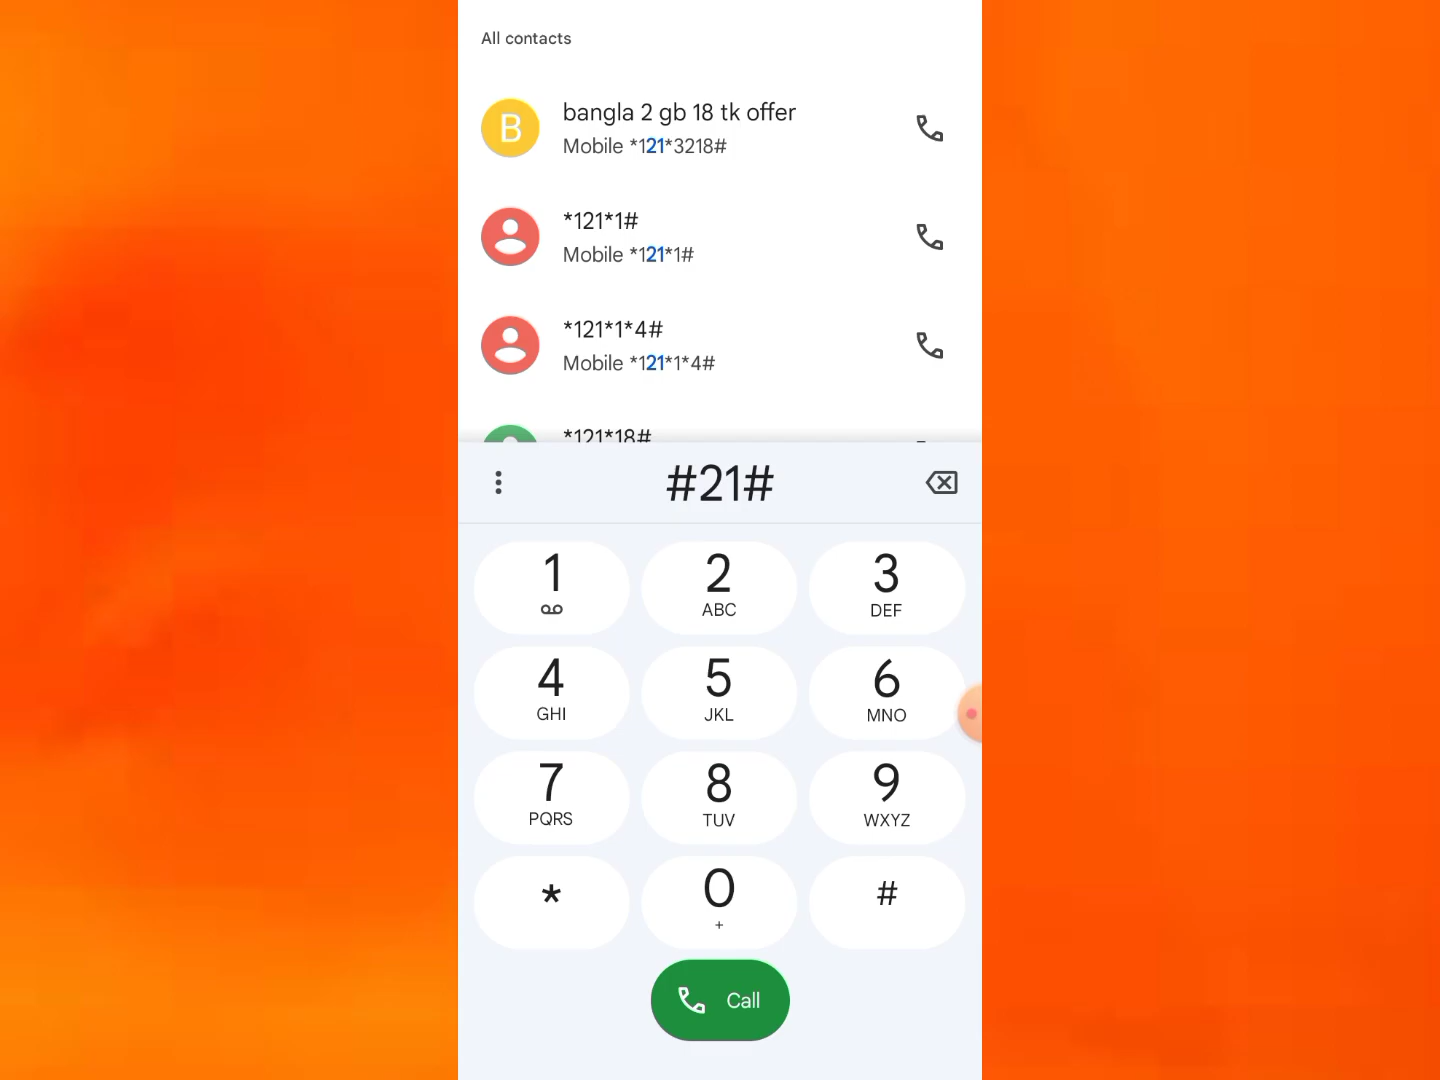 All contacts
B
bangla 2 gb 18 tk offer
Mobile *121*3218#
*121*1#
Mobile *121*1#
*121*1*4#
Mobile *121*1*4#
*121*18#
#21#
1
2
ABC
3
DEF
4
GHI
5
JKL
6
MNO
7
PQRS
8
TUV
9
WXYZ
*
0
+
#
Call